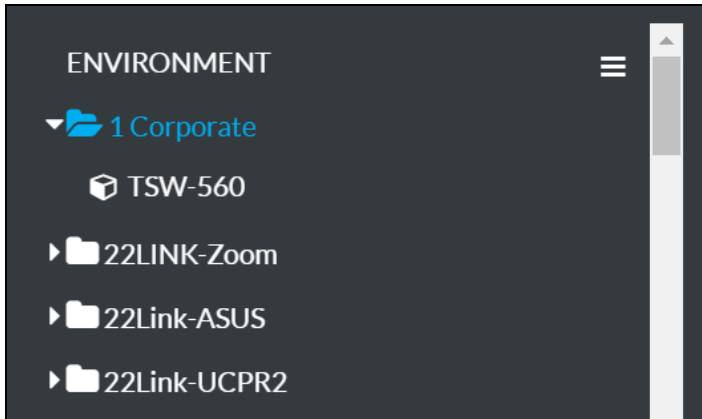 ENVIRONMENT
1 Corporate
TSW-560
22LINK-Zoom
22Link-ASUS
22Link-UCPR2